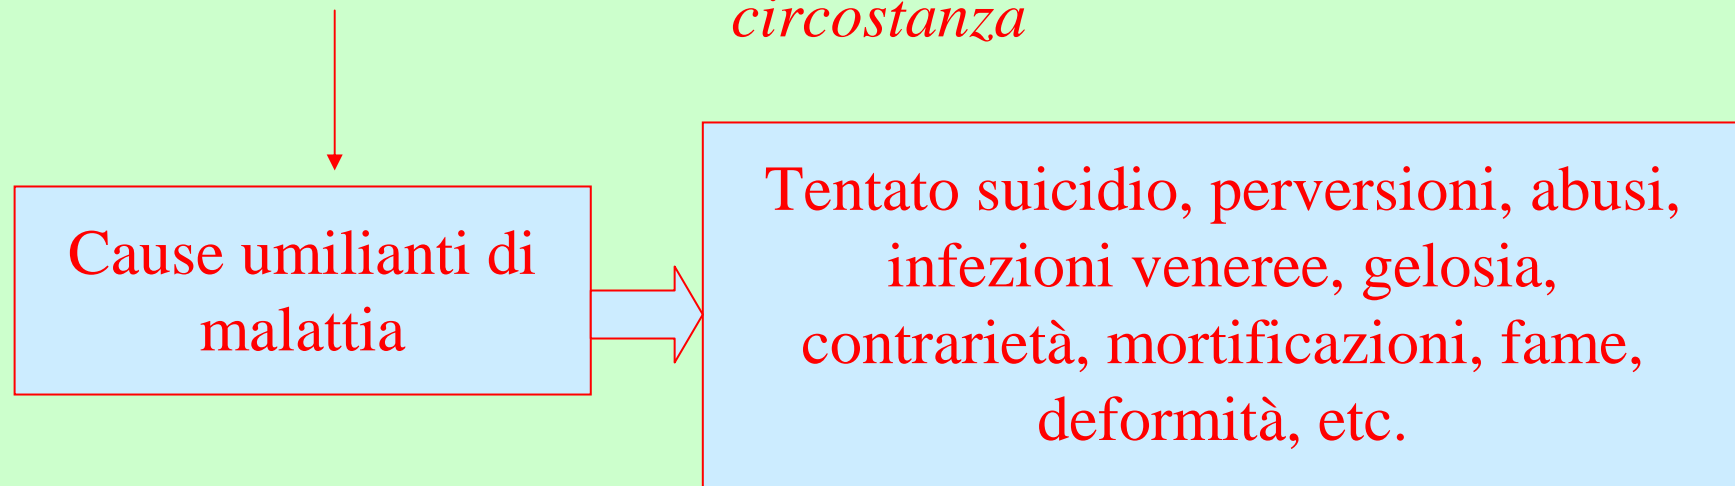 circostanza
Cause umilianti di
malattia
Tentato suicidio, perversioni, abusi,
infezioni veneree, gelosia,
contrarietà, mortificazioni, fame,
deformità, etc.